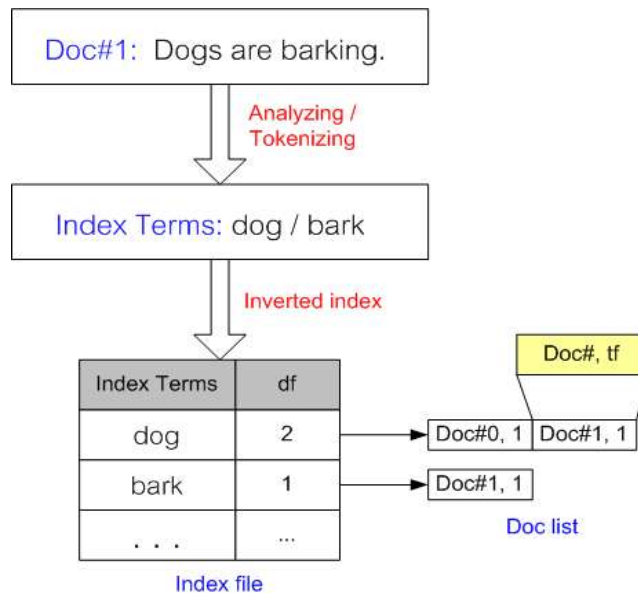 Doc#1: Dogs are barking.
Analyzing /
Tokenizing
Index Terms: dog / bark
Inverted index
Doc#, tf
Index Terms df
dog 2 Doc#0, 1 Doc#1, 1
bark 1 Doc#1, 1
. . . ...
Doc list
Index file